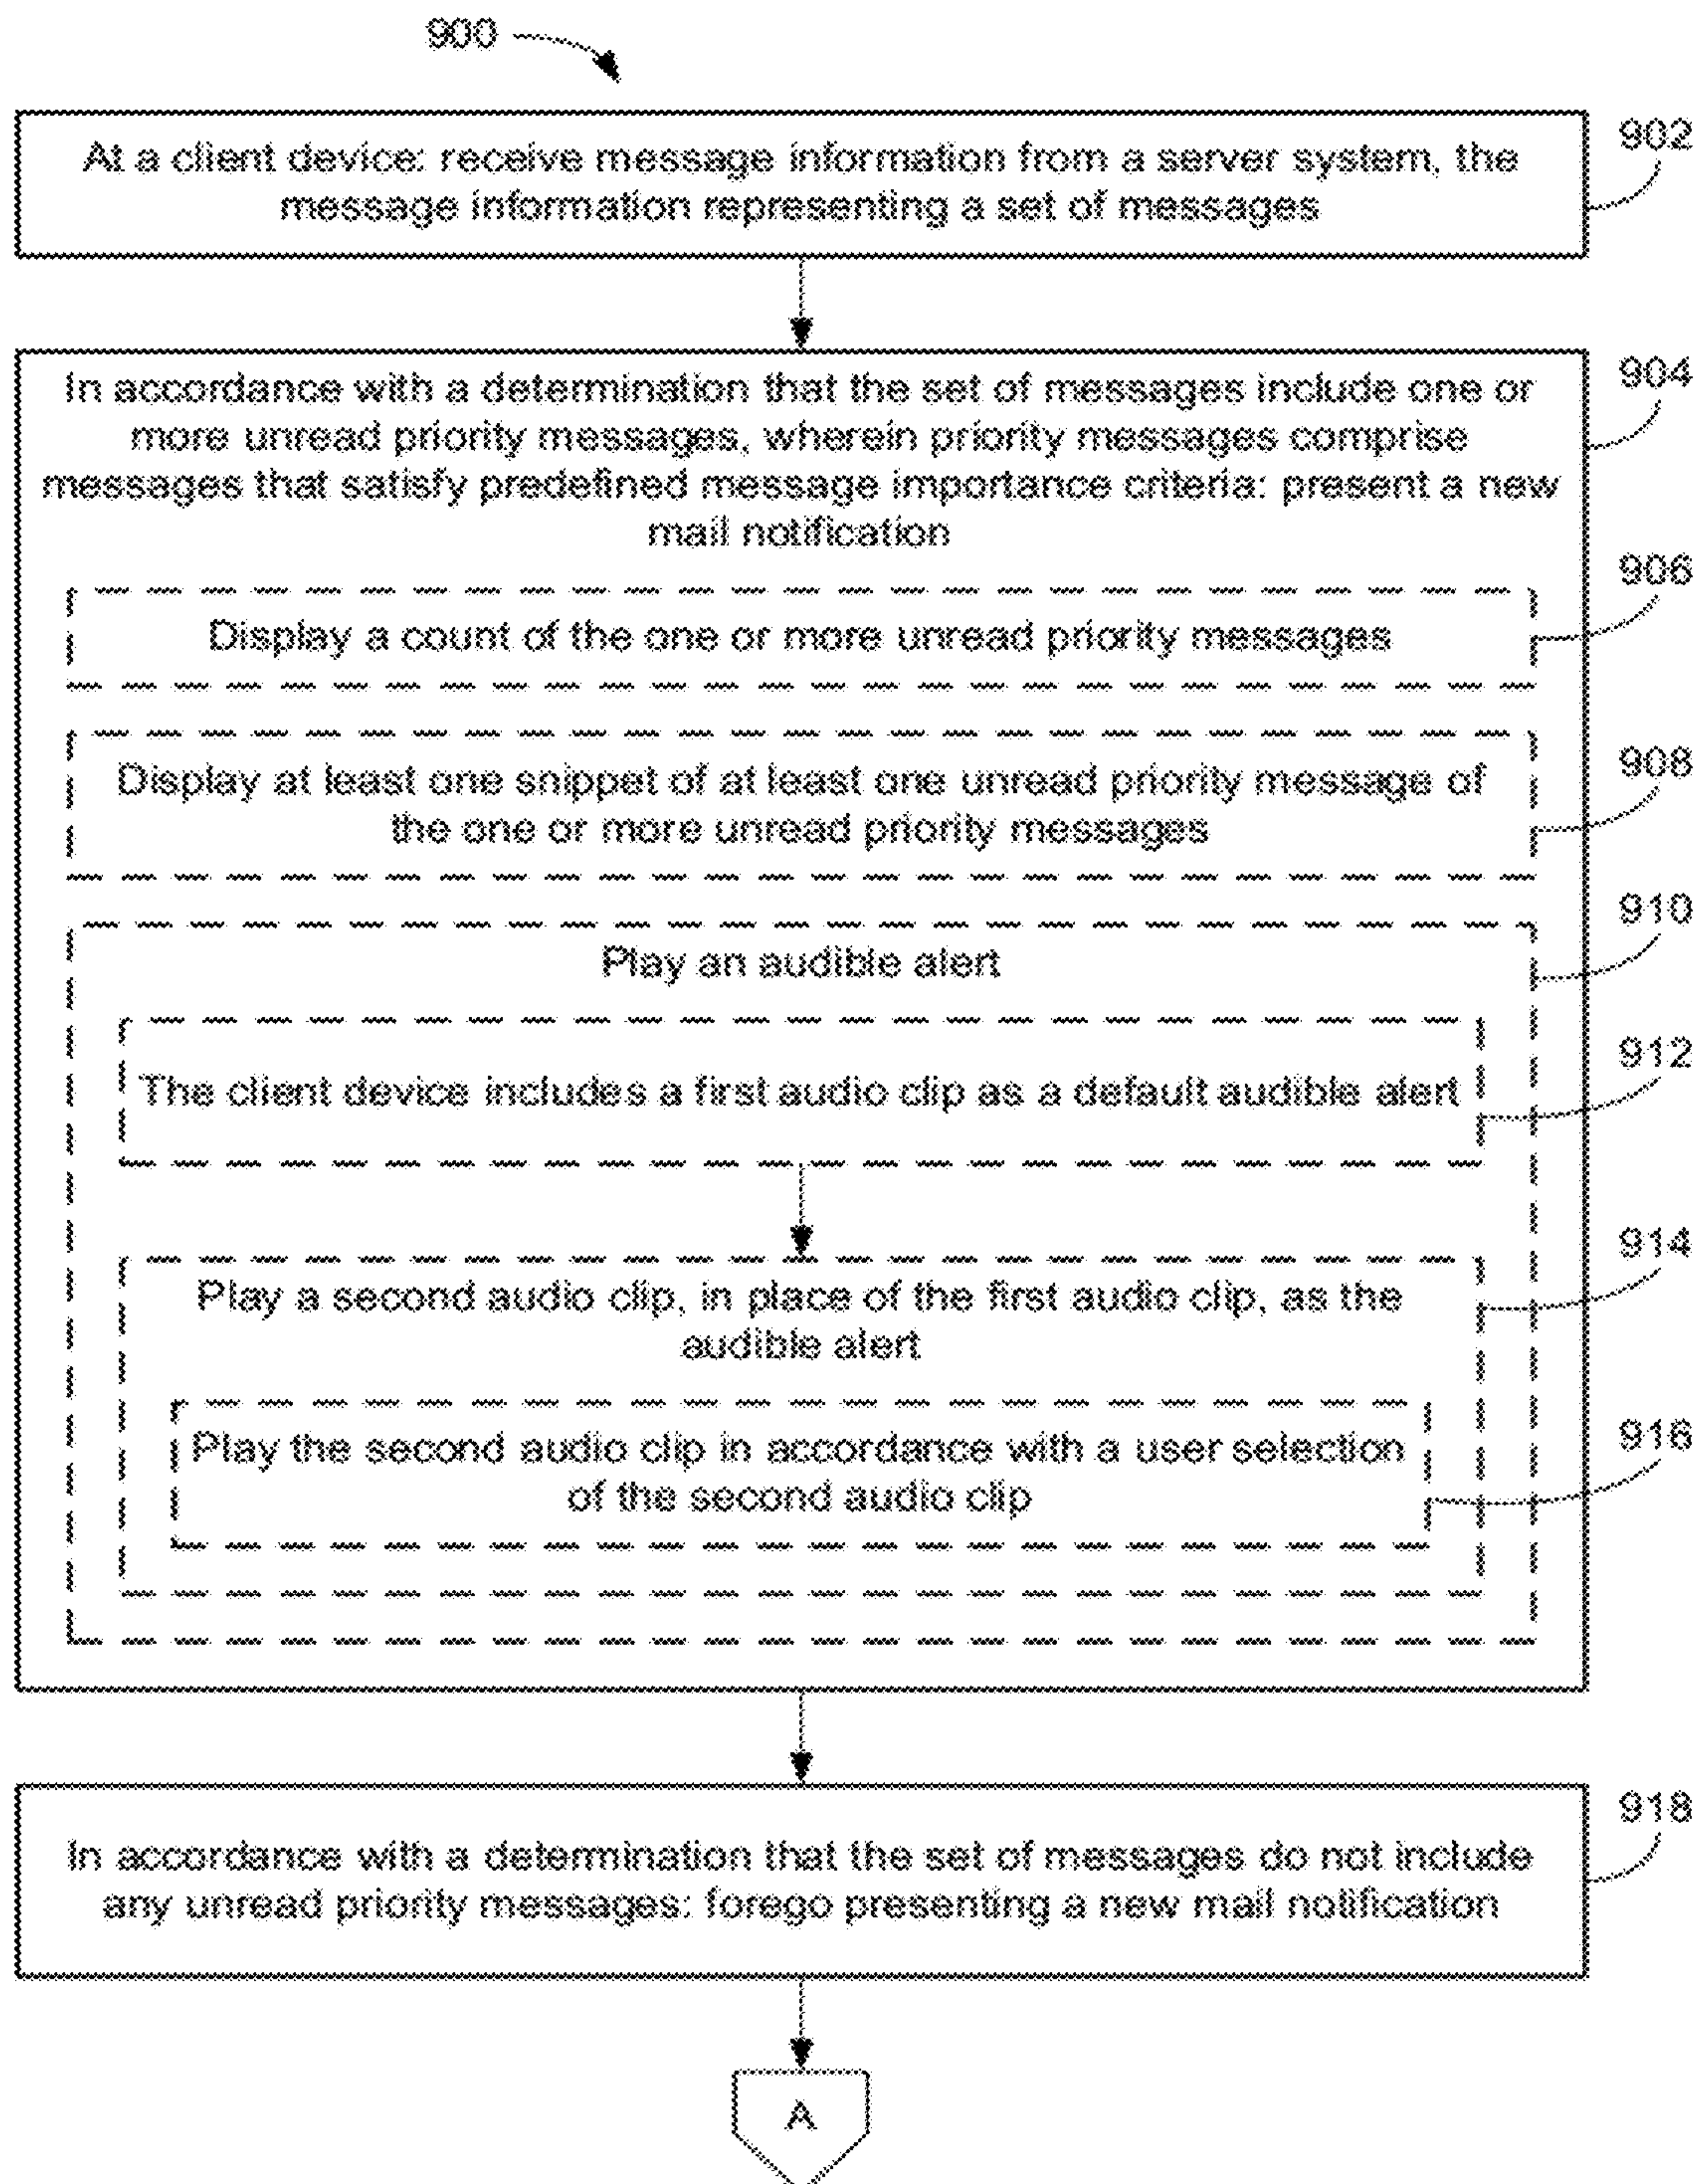 900
902
At a client device: receive message information from a server system, the
message information representing a set of messages
904
In accordance with a determination that the set of messages include one or
more unread priority messages, wherein priority messages comprise
messages that satisfy predefined message importance criteria: present a new
mail notification
906
Display a count of the one or more unread priority messages
908
Display at least one snippet of at least one unread priority message of
the one or more unread priority messages
910
Play an audible alert
912
The client device includes a first audio clip as a default audible alert
914
Play a second audio clip, in place of the first audio clip, as the
audible alert
916
Play the second audio clip in accordance with a user selection
of the second audio clip
918
In accordance with a determination that the set of messages do not include
any unread priority messages: forego presenting a new mail notification
A